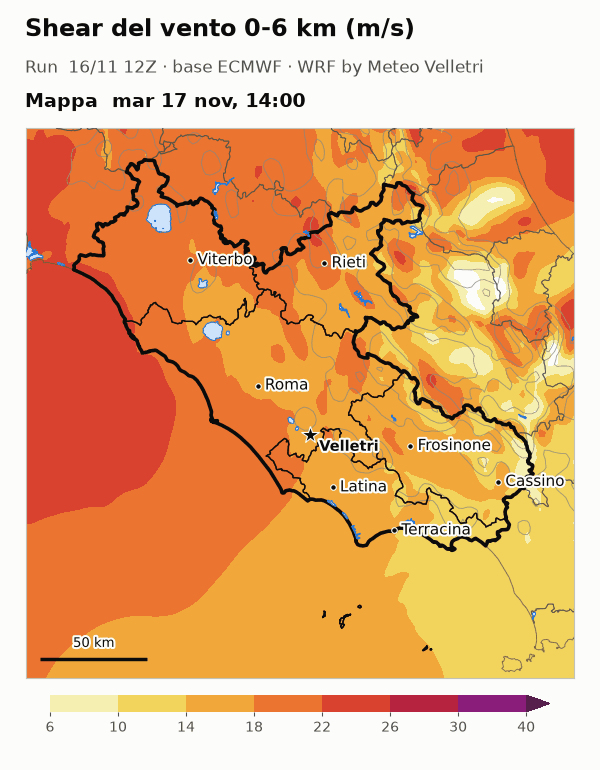 Shear del vento 0-6 km (m/s)
Run  16/11 12Z · base ECMWF · WRF by Meteo Velletri
Mappa  mar 17 nov, 14:00
Viterbo
Rieti
Roma
Velletri
Frosinone
Cassino
Latina
Terracina
50 km
6 10 14 18 22 26 30 40